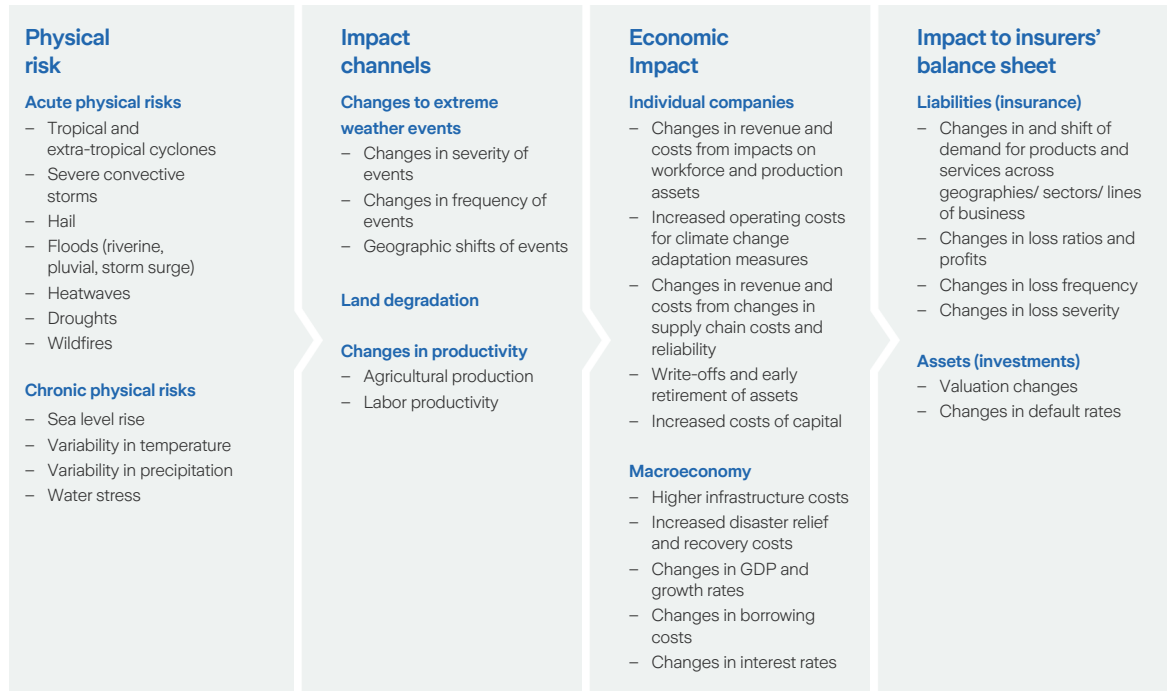 Physical
risk
Acute physical risks
– Tropical and
extra-tropical cyclones
– Severe convective
storms
– Hail
– Floods (riverine,
pluvial, storm surge)
– Heatwaves
– Droughts
– Wildfires
Chronic physical risks
– Sea level rise
– Variability in temperature
– Variability in precipitation
– Water stress
Impact
channels
Changes to extreme
weather events
– Changes in severity of
events
– Changes in frequency of
events
– Geographic shifts of events
Land degradation
Changes in productivity
– Agricultural production
– Labor productivity
Economic
Impact
Individual companies
– Changes in revenue and
costs from impacts on
workforce and production
assets
– Increased operating costs
for climate change
adaptation measures
– Changes in revenue and
costs from changes in
supply chain costs and
reliability
– Write-offs and early
retirement of assets
– Increased costs of capital
Macroeconomy
– Higher infrastructure costs
– Increased disaster relief
and recovery costs
– Changes in GDP and
growth rates
– Changes in borrowing
costs
– Changes in interest rates
Impact to insurers’
balance sheet
Liabilities (insurance)
– Changes in and shift of
demand for products and
services across
geographies/ sectors/ lines
of business
– Changes in loss ratios and
profits
– Changes in loss frequency
– Changes in loss severity
Assets (investments)
– Valuation changes
– Changes in default rates